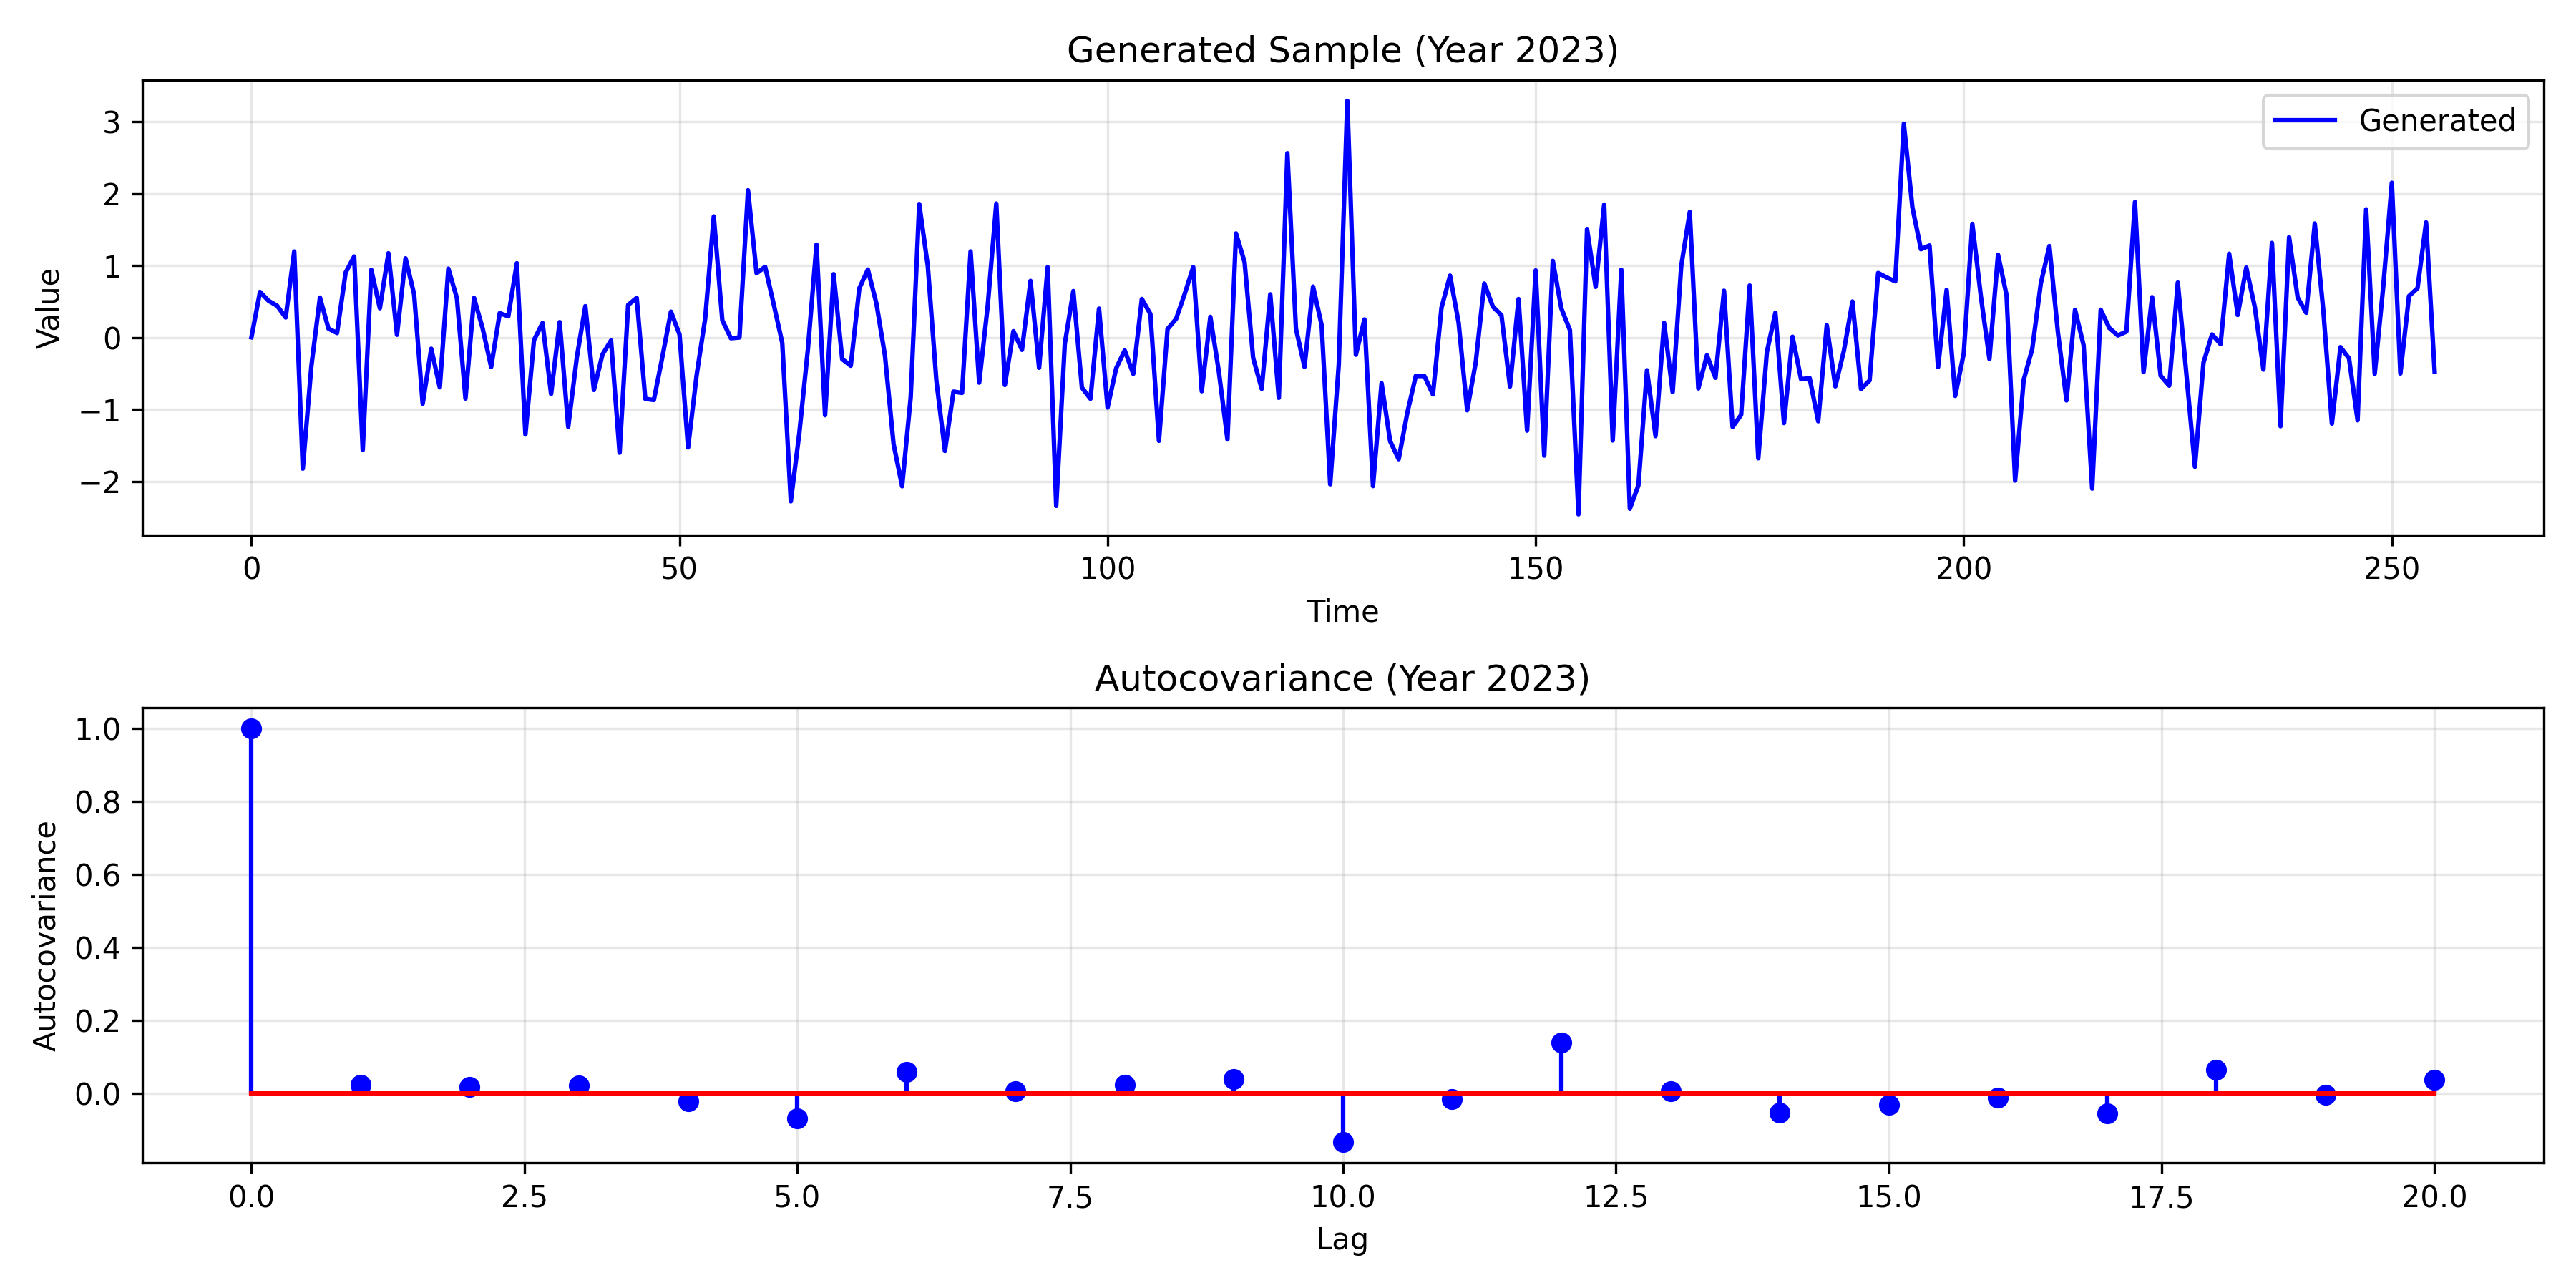 Generated Sample (Year 2023)
Generated
Value
3
2
1
0
−1
−2
0 50 100 150 200 250
Time
Autocovariance (Year 2023)
Autocovariance
1.0
0.8
0.6
0.4
0.2
0.0
0.0 2.5 5.0 7.5 10.0 12.5 15.0 17.5 20.0
Lag